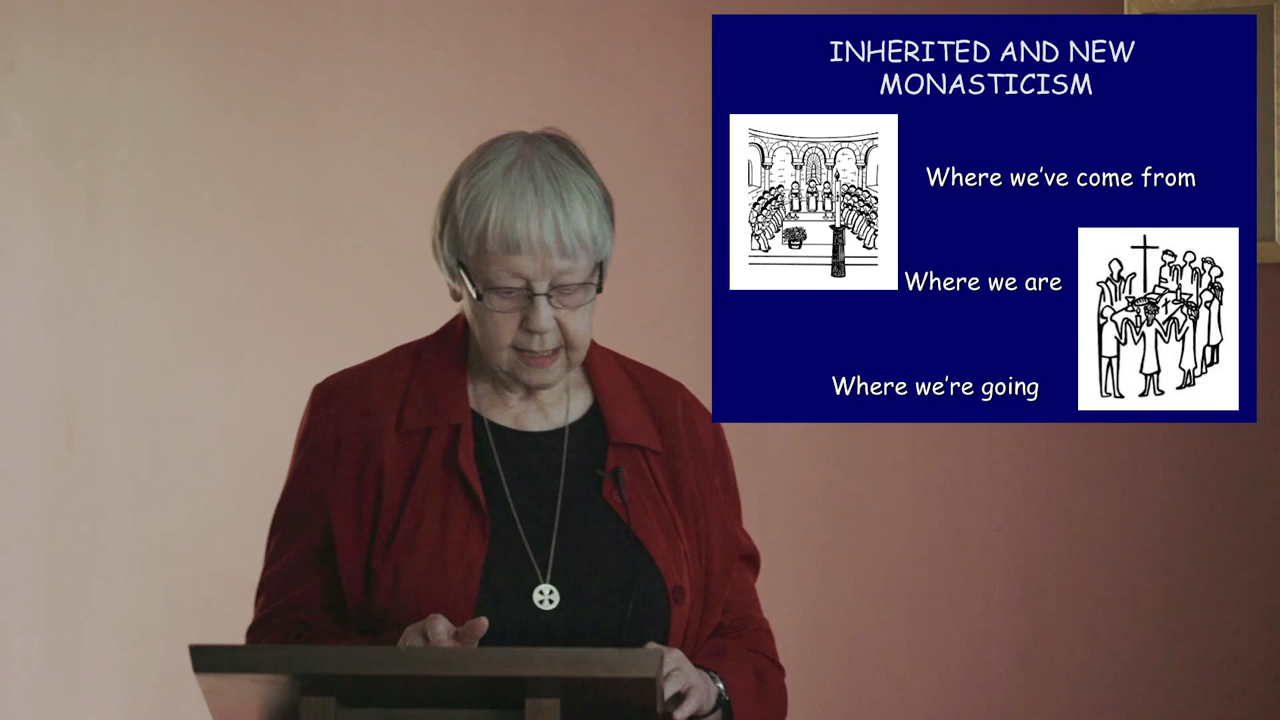 INHERITED AND NEW
MONASTICISM
Where we've come from
Where we are
Where we're going